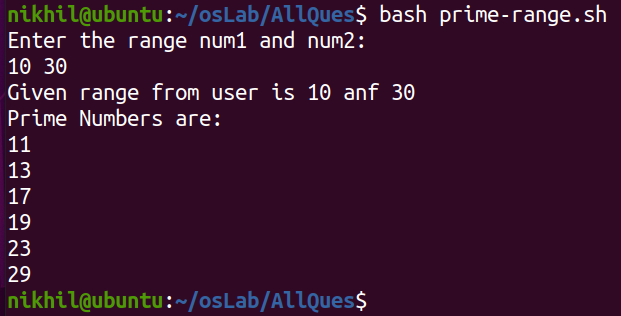 nikhil@ubuntu:~/osLab/AllQues$ bash prime-range.sh
Enter the range num1 and num2:
10 30
Given range from user is 10 anf 30
Prime Numbers are:
11
13
17
19
23
29
nikhil@ubuntu:~/osLab/AllQues$